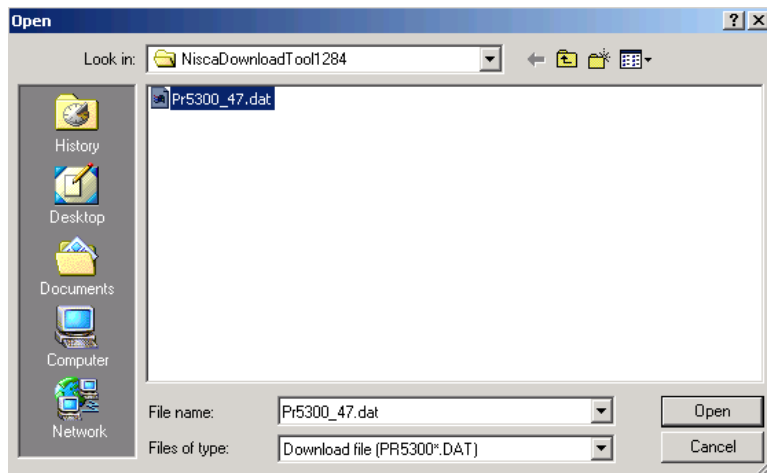 Open
Look in: NiscaDownloadTool1284
Pr5300_47.dat
History
Desktop
Documents
Computer
Network
File name: Pr5300_47.dat Open
Files of type: Download file (PR5300*.DAT) Cancel